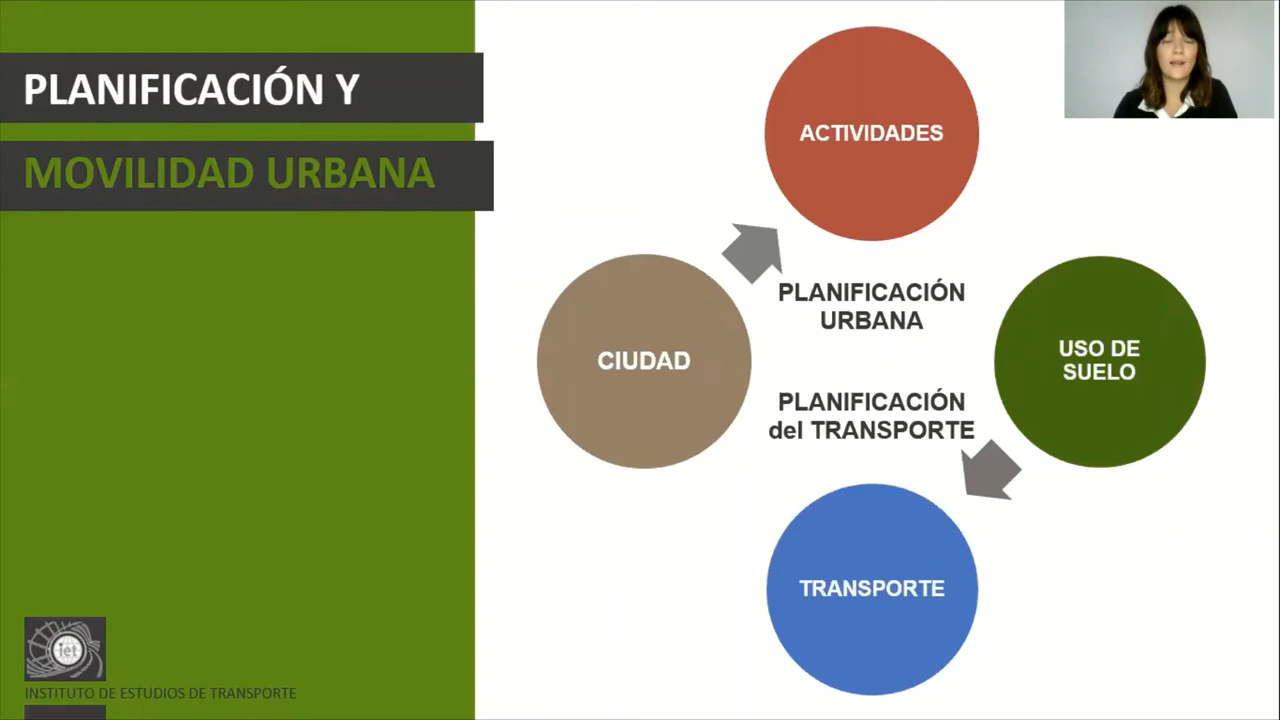 PLANIFICACIÓN Y
MOVILIDAD URBANA
ACTIVIDADES
PLANIFICACIÓN
URBANA
CIUDAD
USO DE
SUELO
PLANIFICACIÓN
del TRANSPORTE
TRANSPORTE
iet
INSTITUTO DE ESTUDIOS DE TRANSPORTE